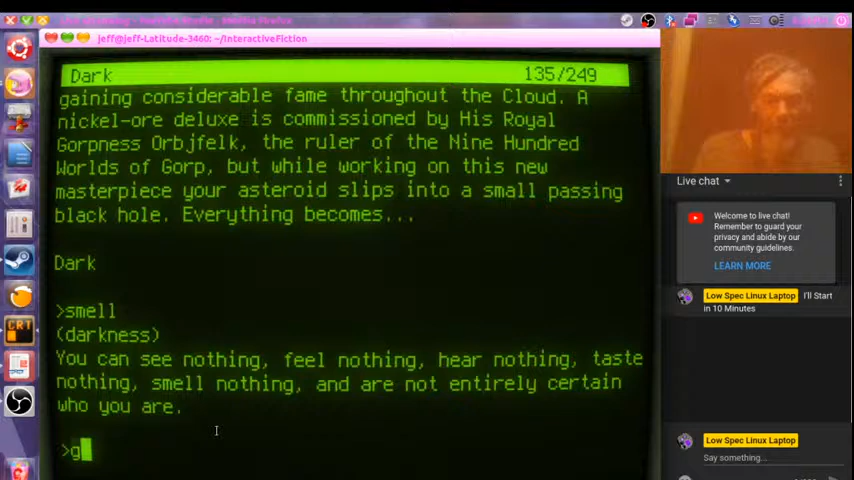 jeff@jeff-Latitude-3460: ~/InteractiveFiction
Dark 135/249
gaining considerable fame throughout the Cloud. A
nickel-ore deluxe is commissioned by His Royal
Gorpness Orbjfelk, the ruler of the Nine Hundred
Worlds of Gorp, but while working on this new
masterpiece your asteroid slips into a small passing
black hole. Everything becomes...
Dark
>smell
(darkness)
You can see nothing, feel nothing, hear nothing, taste
nothing, smell nothing, and are not entirely certain
who you are.
>g
CRT
Live chat
Welcome to live chat!
Remember to guard your
privacy and abide by our
community guidelines.
LEARN MORE
Low Spec Linux Laptop I'll Start
in 10 Minutes
Low Spec Linux Laptop
Say something...